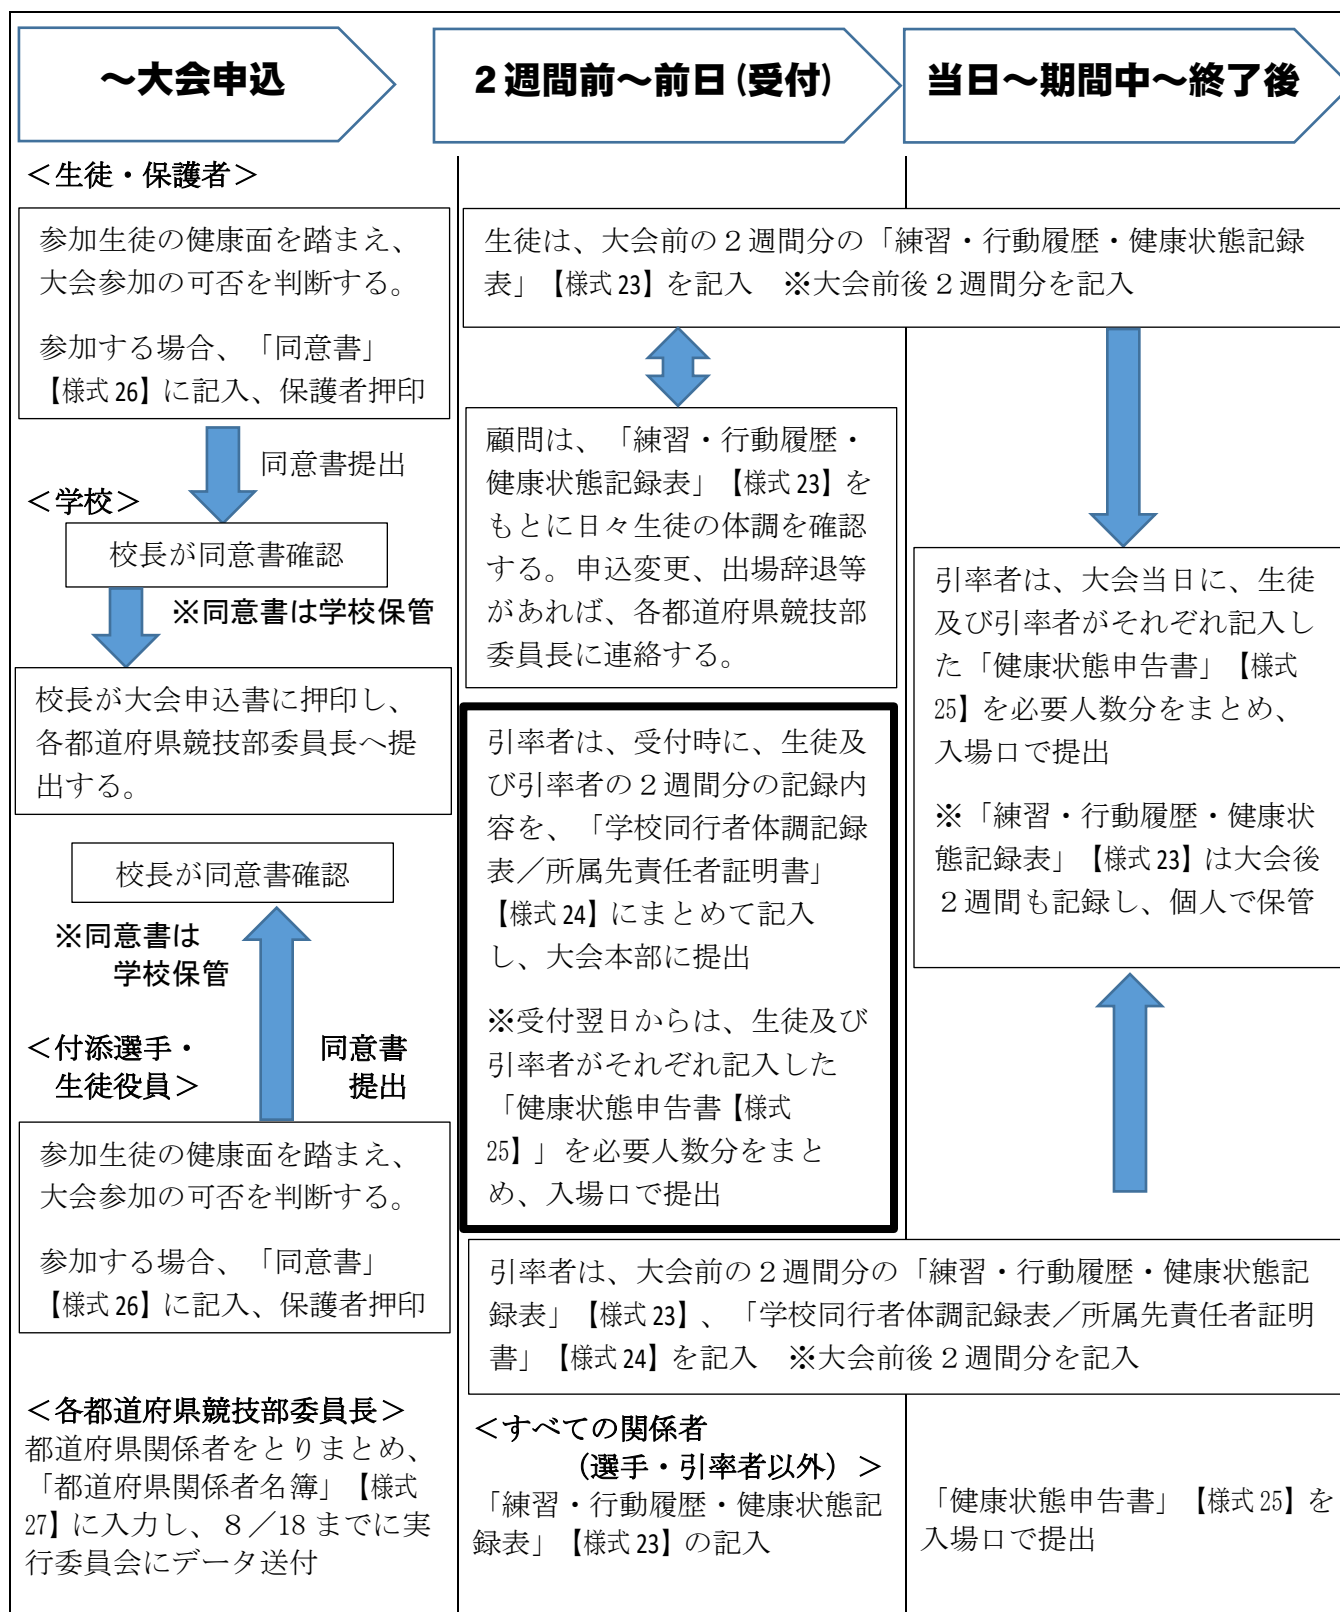 ～大会申込
２週間前～前日(受付)
当日～期間中～終了後
＜生徒・保護者＞
参加生徒の健康面を踏まえ、
大会参加の可否を判断する。
参加する場合、「同意書」
【様式26】に記入、保護者押印
同意書提出
＜学校＞
校長が同意書確認
※同意書は学校保管
校長が大会申込書に押印し、
各都道府県競技部委員長へ提
出する。
校長が同意書確認
※同意書は
学校保管
＜付添選手・
生徒役員＞
同意書
提出
参加生徒の健康面を踏まえ、
大会参加の可否を判断する。
参加する場合、「同意書」
【様式26】に記入、保護者押印
＜各都道府県競技部委員長＞
都道府県関係者をとりまとめ、
「都道府県関係者名簿」【様式
27】に入力し、８／18 までに実
行委員会にデータ送付
生徒は、大会前の２週間分の「練習・行動履歴・健康状態記録
表」【様式23】を記入　※大会前後２週間分を記入
顧問は、「練習・行動履歴・
健康状態記録表」【様式23】を
もとに日々生徒の体調を確認
する。申込変更、出場辞退等
があれば、各都道府県競技部
委員長に連絡する。
引率者は、受付時に、生徒及
び引率者の２週間分の記録内
容を、「学校同行者体調記録
表／所属先責任者証明書」
【様式24】にまとめて記入
し、大会本部に提出
※受付翌日からは、生徒及び
引率者がそれぞれ記入した
「健康状態申告書【様式
25】」を必要人数分をまと
め、入場口で提出
引率者は、大会当日に、生徒
及び引率者がそれぞれ記入し
た「健康状態申告書」【様式
25】を必要人数分をまとめ、
入場口で提出
※「練習・行動履歴・健康状
態記録表」【様式23】は大会後
２週間も記録し、個人で保管
引率者は、大会前の２週間分の「練習・行動履歴・健康状態記
録表」【様式23】、「学校同行者体調記録表／所属先責任者証明
書」【様式24】を記入　※大会前後２週間分を記入
＜すべての関係者
（選手・引率者以外）＞
「練習・行動履歴・健康状態記
録表」【様式23】の記入
「健康状態申告書」【様式25】を
入場口で提出